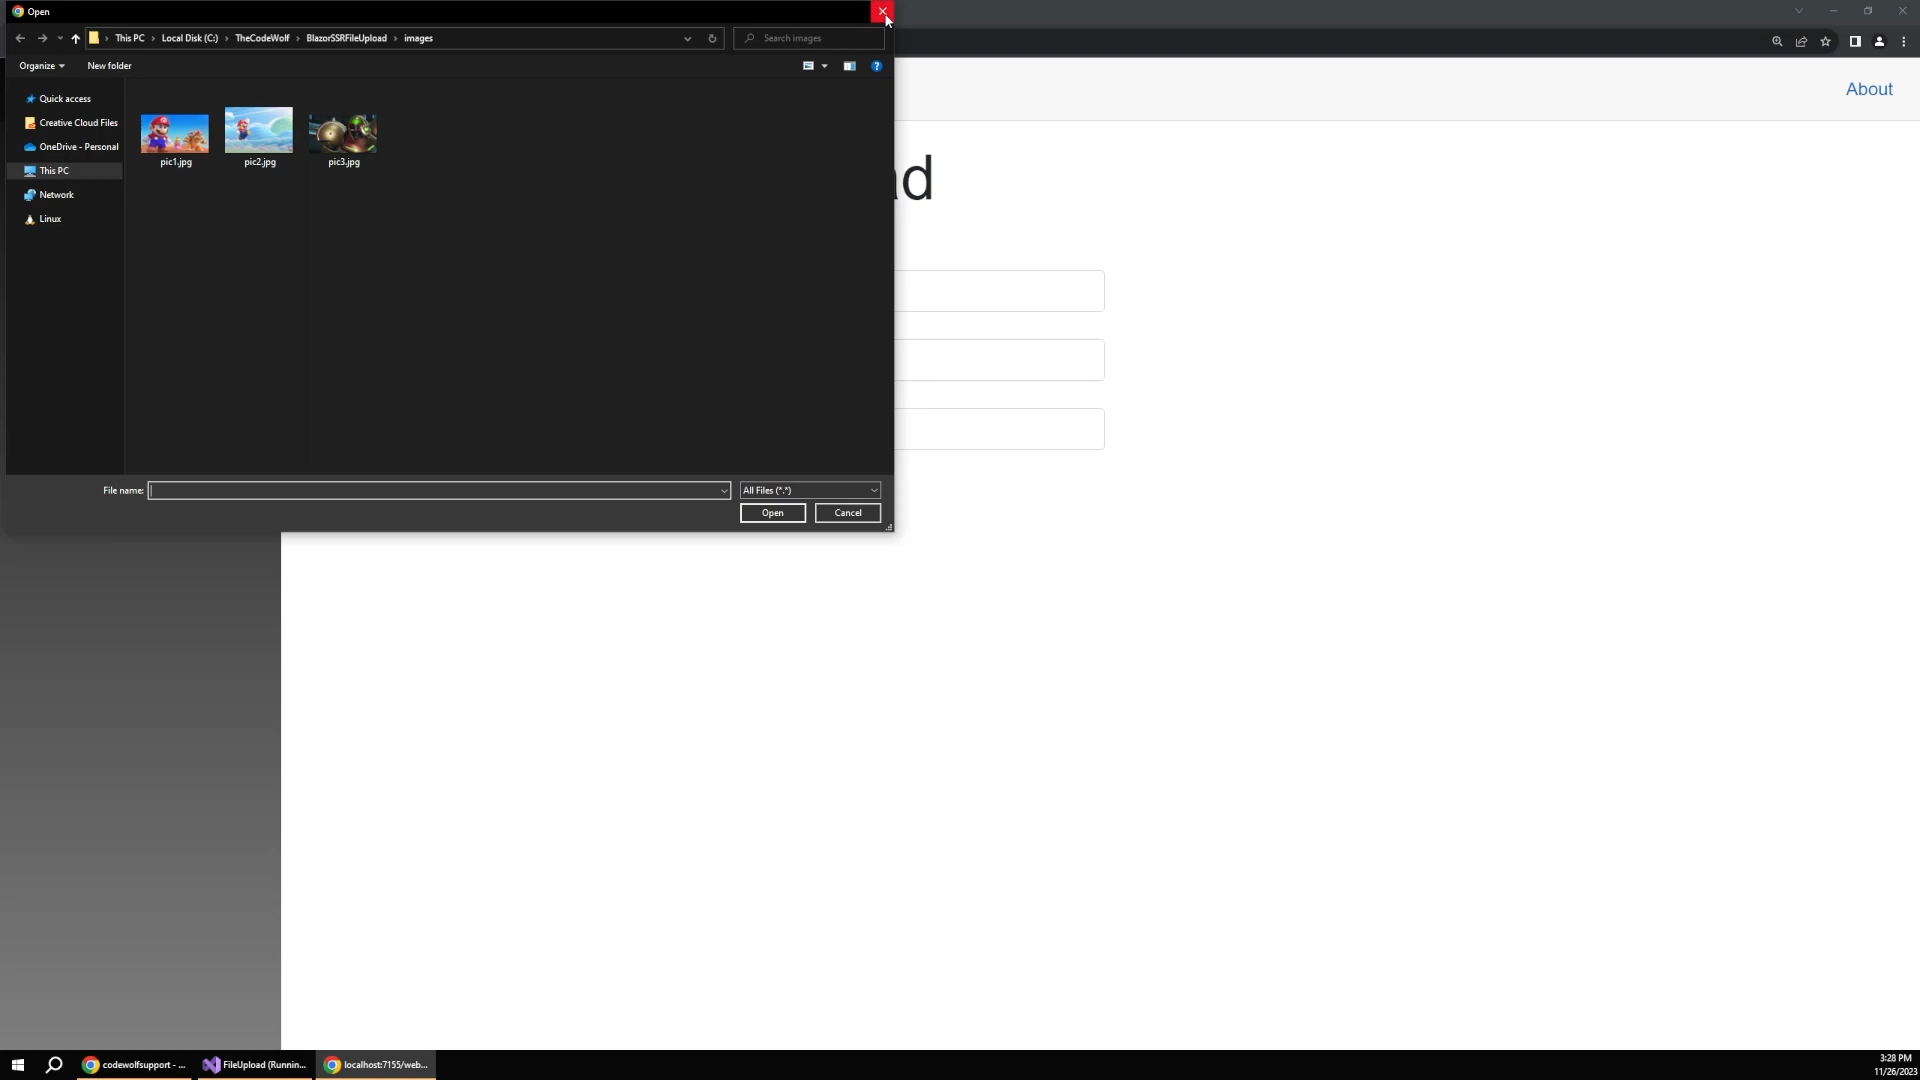 Open
This PC > Local Disk (C:) > TheCodeWolf > BlazorSSRFileUpload > images
Search images
Organize
New folder
About
Quick access
Creative Cloud Files
OneDrive - Personal
This PC
Network
Linux
pic1.jpg
pic2.jpg
pic3.jpg
ad
File name:
All Files (*.*)
Open
Cancel
codewolfsupport - ...
FileUpload (Runnin...
localhost:7155/web...
3:28 PM
11/26/2023